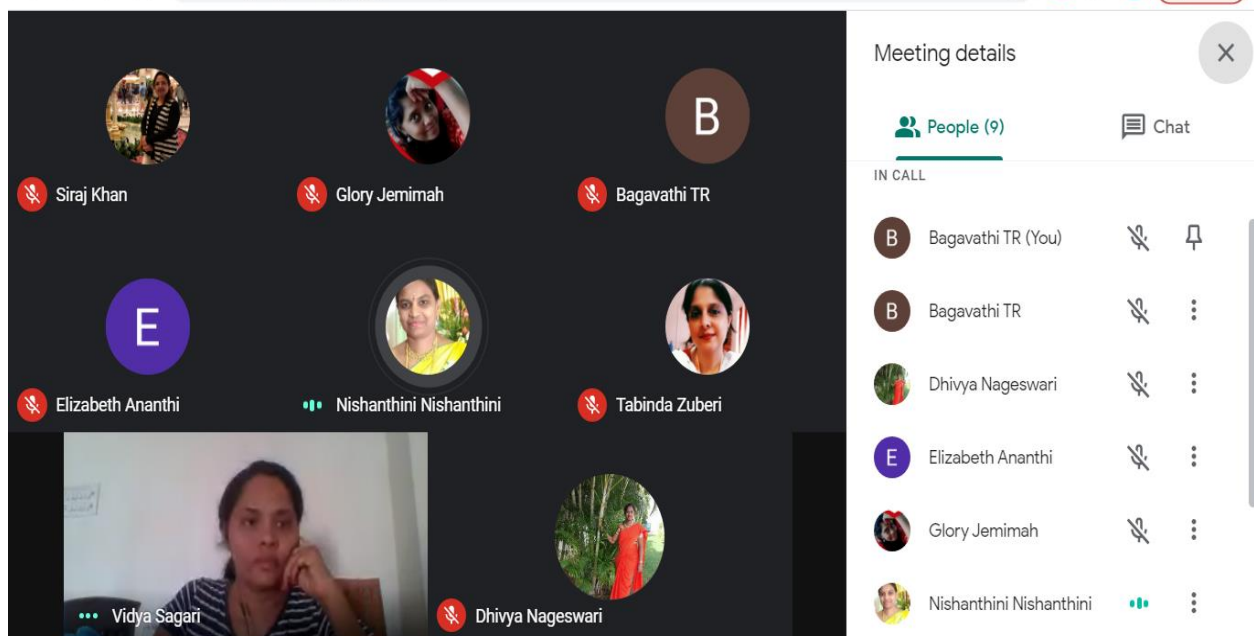 Siraj Khan
Glory Jemimah
B
Bagavathi TR
E
Elizabeth Ananthi
Nishanthini Nishanthini
Tabinda Zuberi
Vidya Sagari
Dhivya Nageswari
Meeting details
People (9)
Chat
IN CALL
B Bagavathi TR (You)
B Bagavathi TR
Dhivya Nageswari
E Elizabeth Ananthi
Glory Jemimah
Nishanthini Nishanthini